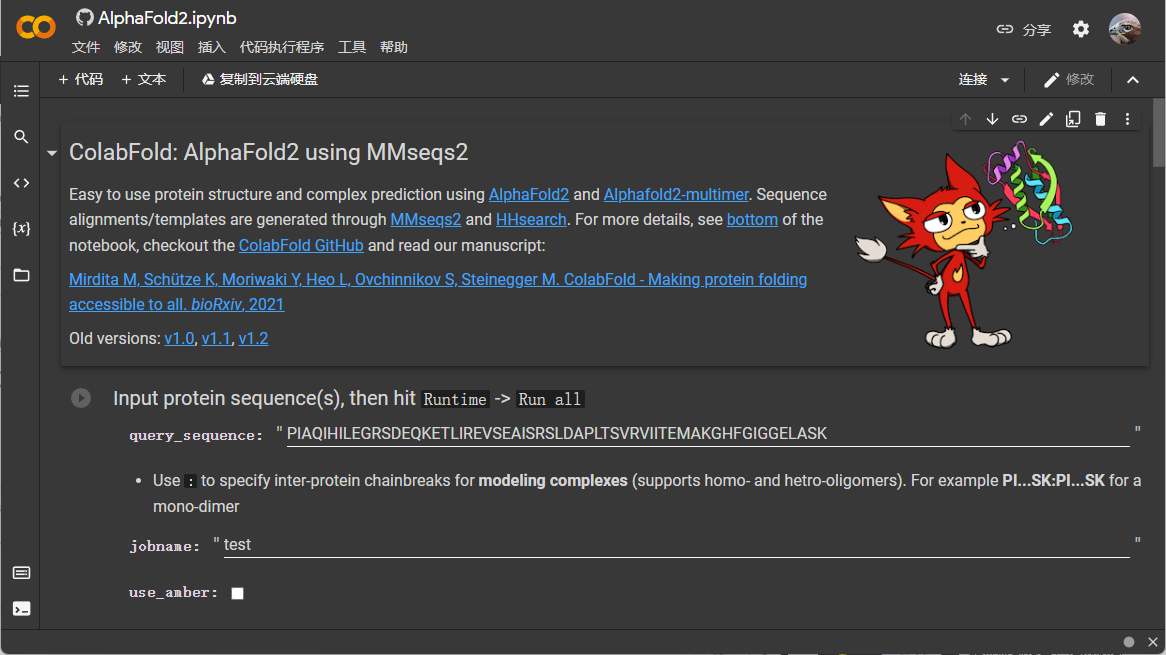 AlphaFold2.ipynb
分享
文件 修改 视图 插入 代码执行程序 工具 帮助
+ 代码 + 文本 复制到云端硬盘 连接 修改
{x}
ColabFold: AlphaFold2 using MMseqs2
Easy to use protein structure and complex prediction using AlphaFold2 and Alphafold2-multimer. Sequence
alignments/templates are generated through MMseqs2 and HHsearch. For more details, see bottom of the
notebook, checkout the ColabFold GitHub and read our manuscript:
Mirdita M, Schütze K, Moriwaki Y, Heo L, Ovchinnikov S, Steinegger M. ColabFold - Making protein folding
accessible to all. bioRxiv, 2021
Old versions: v1.0, v1.1, v1.2
Input protein sequence(s), then hit Runtime -> Run all
query_sequence: " PIAQIHILEGRSDEQKETLIREVSEAISRSLDAPLTSVRVIITEMAKGHFGIGGELASK "
• Use : to specify inter-protein chainbreaks for modeling complexes (supports homo- and hetro-oligomers). For example PI...SK:PI...SK for a
mono-dimer
jobname: " test "
use_amber: